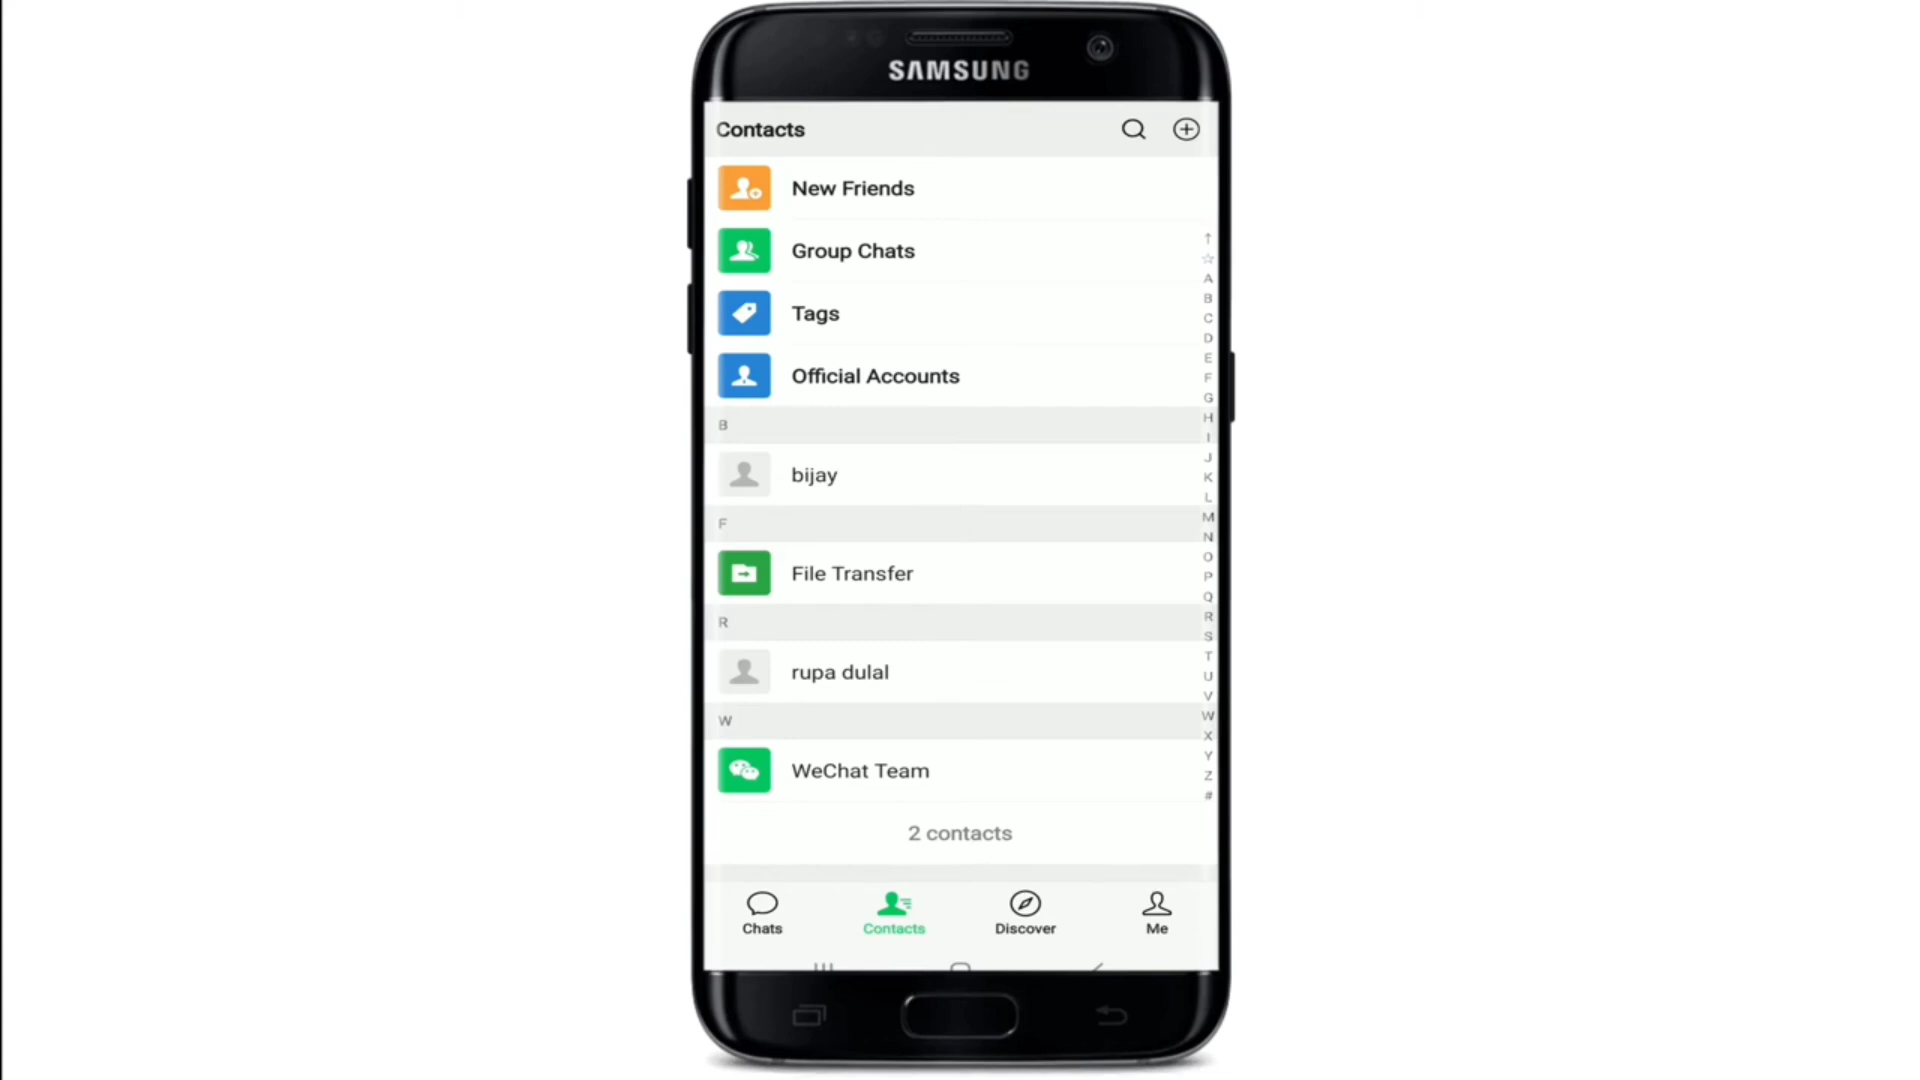 SAMSUNG
Contacts
New Friends
Group Chats
Tags
Official Accounts
B
bijay
F
File Transfer
R
rupa dulal
W
WeChat Team
2 contacts
↑
☆
A
B
C
D
E
F
G
H
I
J
K
L
M
N
O
P
Q
R
S
T
U
V
W
X
Y
Z
#
Chats
Contacts
Discover
Me